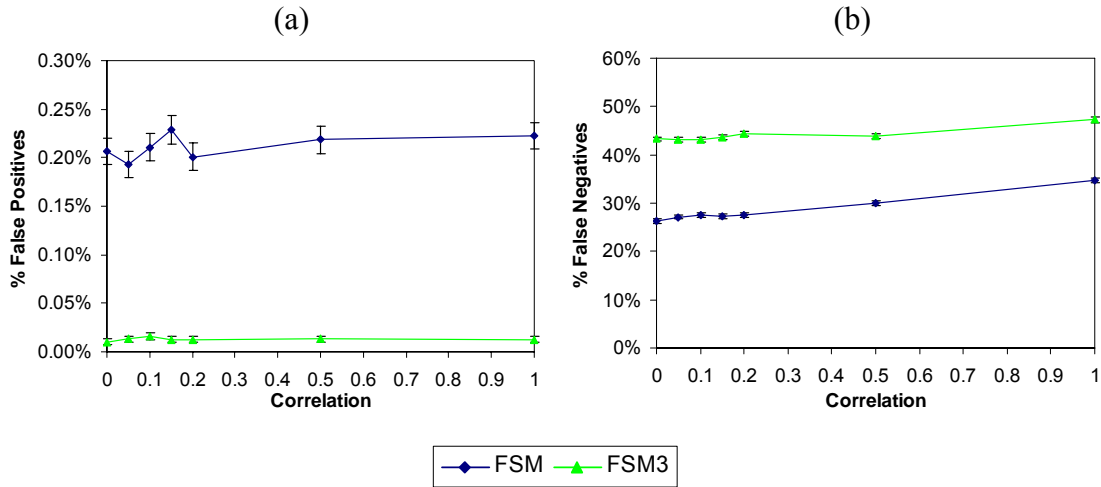 (a)
0.30%
0.25%
0.20%
0.15%
0.10%
0.05%
0.00%
% False Positives
0 0.1 0.2 0.3 0.4 0.5 0.6 0.7 0.8 0.9 1
Correlation
(b)
60%
50%
40%
30%
20%
10%
0%
% False Negatives
0 0.1 0.2 0.3 0.4 0.5 0.6 0.7 0.8 0.9 1
Correlation
FSM FSM3